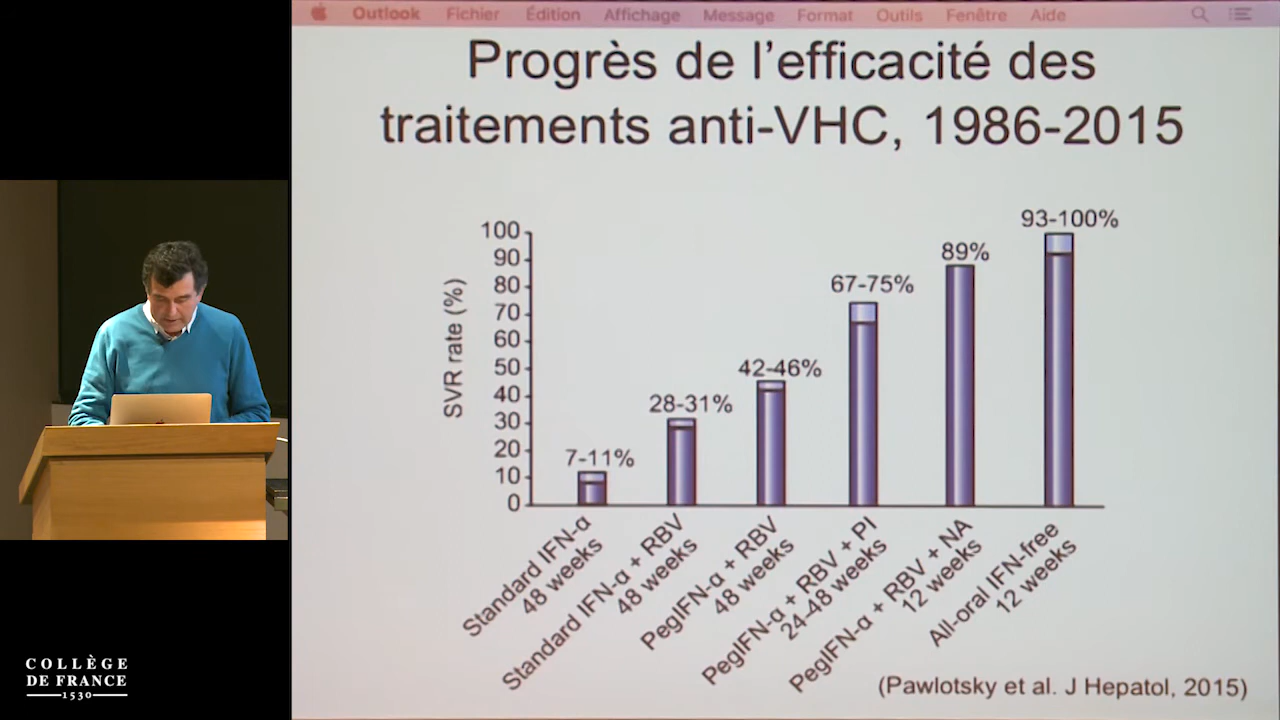 Outlook Fichier Édition Affichage Message Format Outils Fenêtre Aide
Progrès de l'efficacité des
traitements anti-VHC, 1986-2015
SVR rate (%)
100
90
80
70
60
50
40
30
20
10
0
7-11%
28-31%
42-46%
67-75%
89%
93-100%
Standard IFN-α
48 weeks
Standard IFN-α + RBV
48 weeks
PegIFN-α + RBV
48 weeks
PegIFN-α + RBV + PI
24-48 weeks
PegIFN-α + RBV + NA
12 weeks
All-oral IFN-free
12 weeks
(Pawlotsky et al. J Hepatol, 2015)
COLLÈGE
DE FRANCE
1530